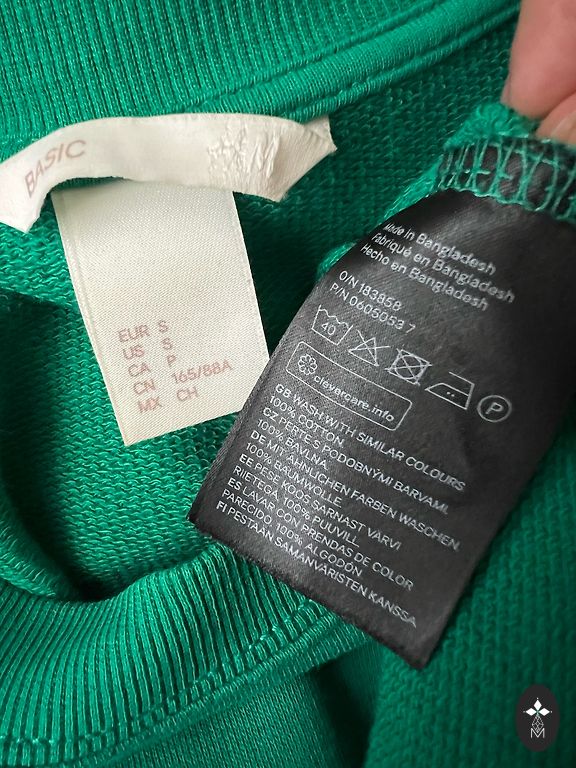 BASIC
H&M
EUR S
US S
CA P
CN 165/88A
MX CH
Made in Bangladesh
Fabriqué en Bangladesh
Hecho en Bangladesh
O/N 183858
P/N 0605053 7
40
P
clevercare.info
GB WASH WITH SIMILAR COLOURS
100% COTTON
CZ PERTE S PODOBNÝMI BARVAMI,
100% BAVLNA
DE MIT ÄHNLICHEN FARBEN WASCHEN,
100% BAUMWOLLE
EE PESE KOOS SARNAST VARVI
RIIETEGA, 100% PUUVILL
ES LAVAR CON PRENDAS DE COLOR
PARECIDO, 100% ALGODÓN
FI PESTÄÄN SAMANVÄRISTEN KANSSA,
M